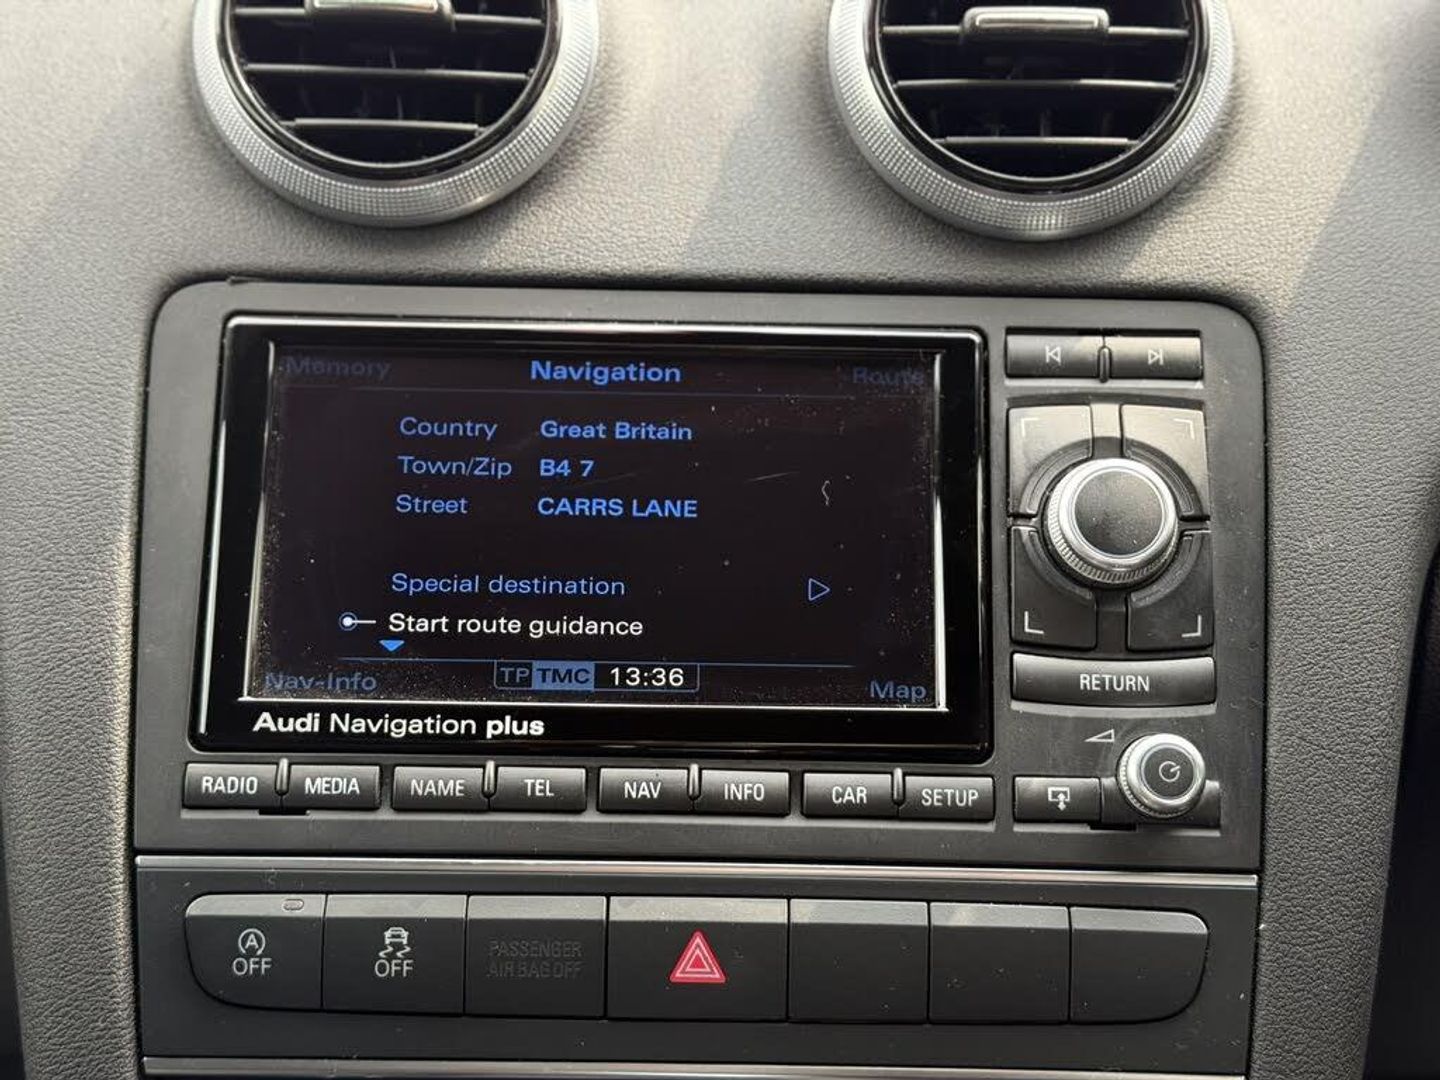 Memory Navigation Route
Country Great Britain
Town/Zip B4 7
Street CARRS LANE
Special destination
Start route guidance
Nav-Info TP TMC 13:36 Map
Audi Navigation plus
RETURN
RADIO MEDIA NAME TEL NAV INFO CAR SETUP
A OFF
OFF
PASSENGER
AIR BAG OFF